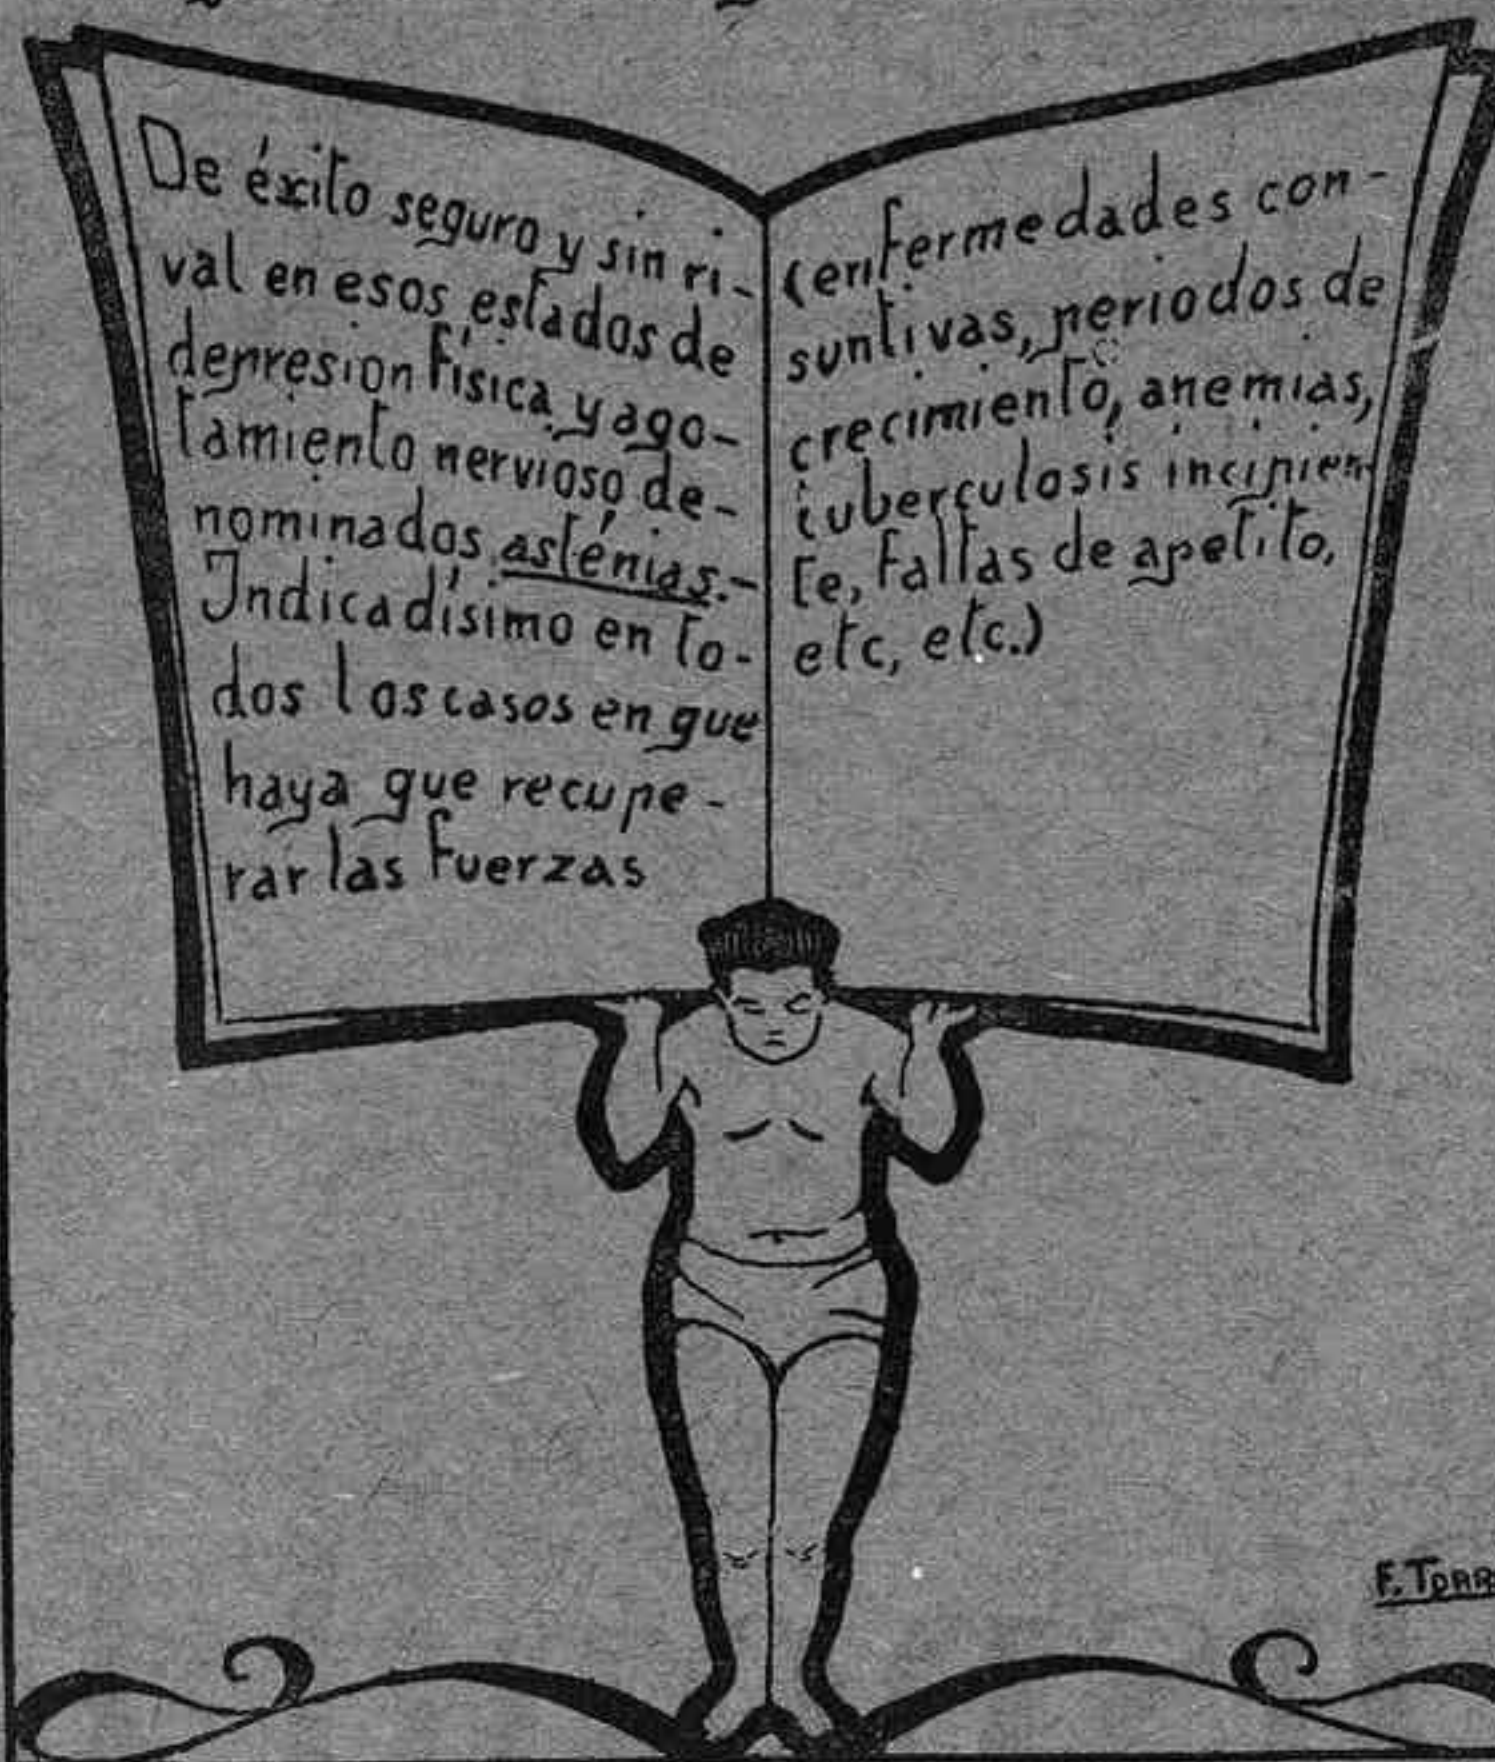 De éxito seguro y sin ri-
val en esos estados de
depresion física y ago-
tamiento nervioso de-
nominados asténias.-
Indicadísimo en to-
dos los casos en que
haya que recupe-
rar las fuerzas
(enfermedades con-
suntivas, periodos de
crecimiento, anemias,
tuberculosis incipien-
te, faltas de apetito,
etc, etc.)
F. TORR